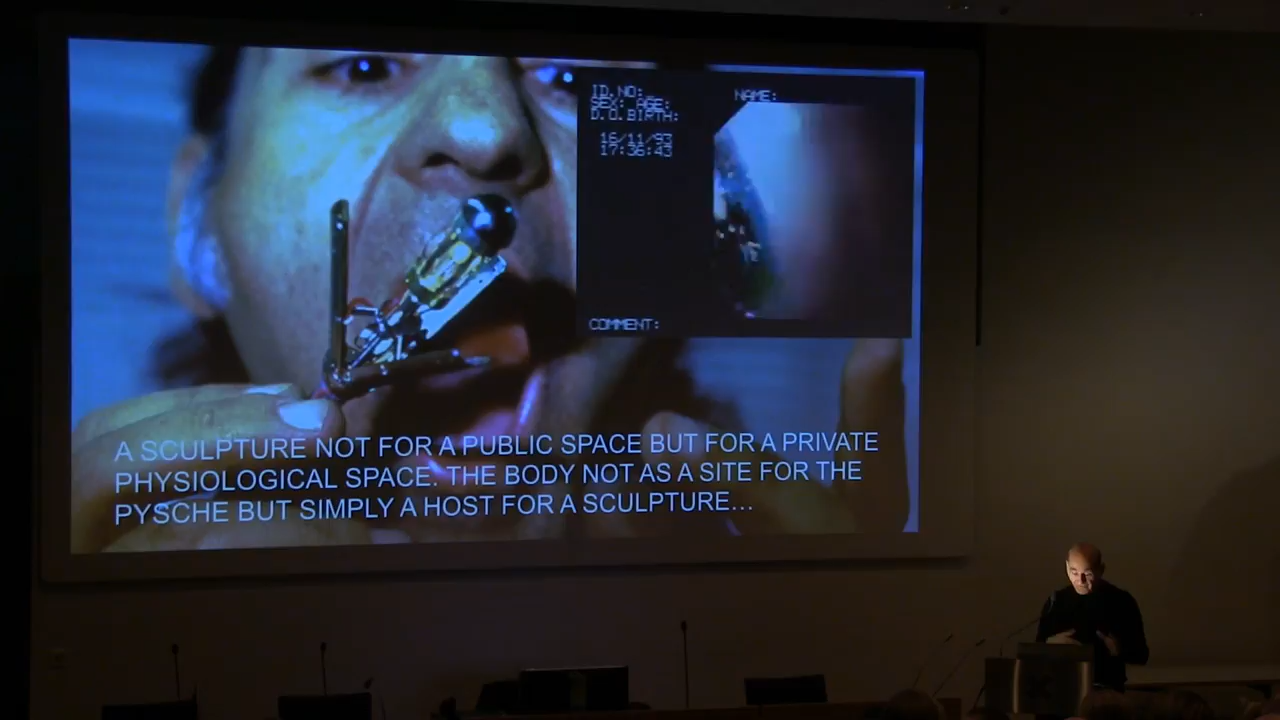 ID.NO:
SEX: AGE:
D.O.BIRTH:
NAME:
16/11/93
17:36:43
COMMENT:
A SCULPTURE NOT FOR A PUBLIC SPACE BUT FOR A PRIVATE
PHYSIOLOGICAL SPACE. THE BODY NOT AS A SITE FOR THE
PYSCHE BUT SIMPLY A HOST FOR A SCULPTURE...